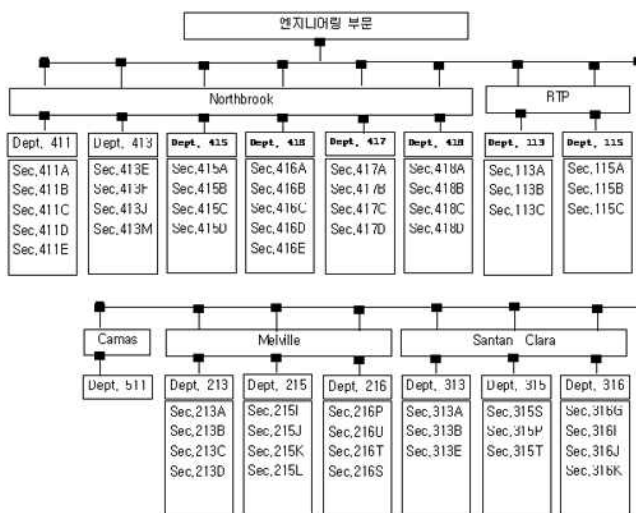 엔지니어링 부문
Northbrook
RTP
Dept. 411
Dept. 413
Dept. 415
Dept. 416
Dept. 417
Dept. 418
Dept. 113
Dept. 115
Sec.411A
Sec.411B
Sec.411C
Sec.411D
Sec.411E
Sec.413E
Sec.413F
Sec.413J
Sec.413M
Sec.415A
Sec.415B
Sec.415C
Sec.415D
Sec.416A
Sec.416B
Sec.416C
Sec.416D
Sec.416E
Sec.417A
Sec.417B
Sec.417C
Sec.417D
Sec.418A
Sec.418B
Sec.418C
Sec.418D
Sec.113A
Sec.113B
Sec.113C
Sec.115A
Sec.115B
Sec.115C
Camas
Melville
Santan Clara
Dept. 511
Dept. 213
Dept. 215
Dept. 216
Dept. 313
Dept. 315
Dept. 316
Sec.213A
Sec.213B
Sec.213C
Sec.213D
Sec.215I
Sec.215J
Sec.215K
Sec.215L
Sec.216P
Sec.216U
Sec.216T
Sec.216S
Sec.313A
Sec.313B
Sec.313E
Sec.315S
Sec.315P
Sec.315T
Sec.316G
Sec.316I
Sec.316J
Sec.316K